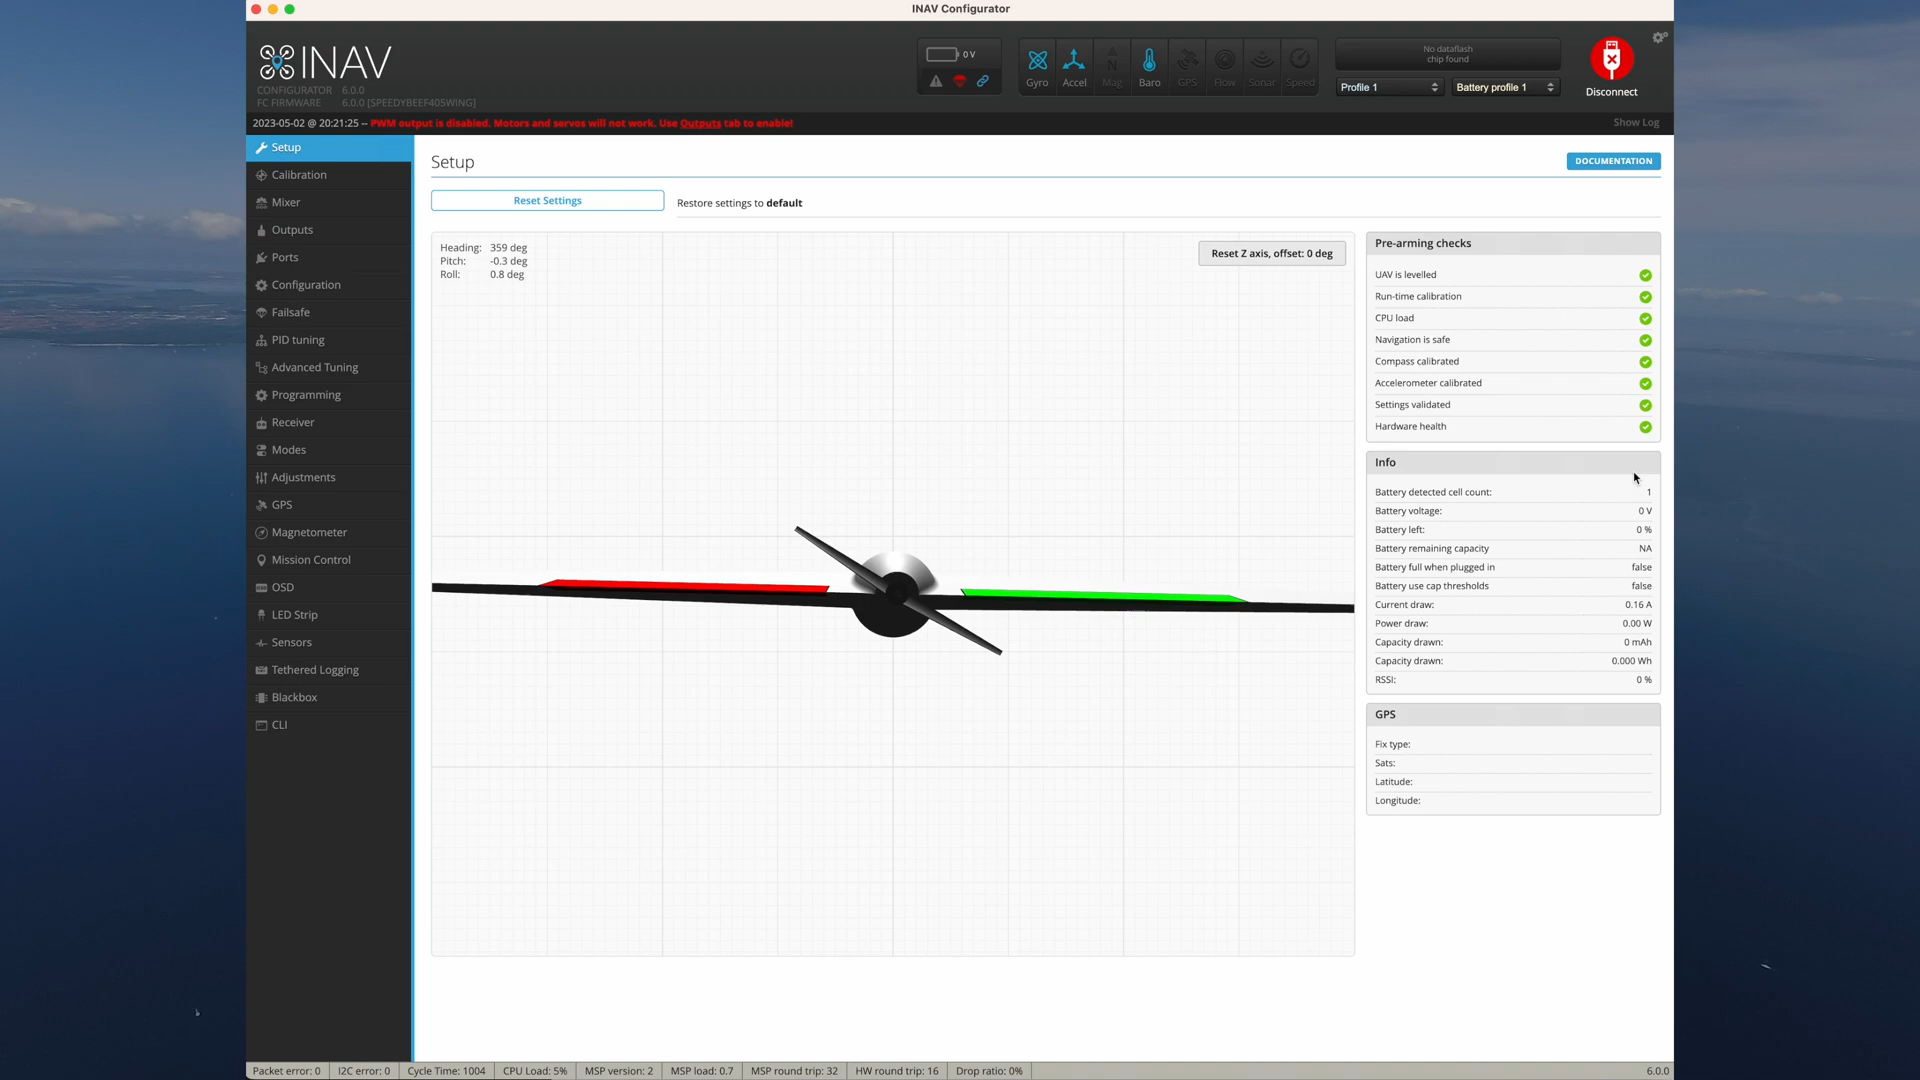 INAV Configurator
INAV
CONFIGURATOR 6.0.0
FC FIRMWARE 6.0.0 [SPEEDYBEEF405WING]
0 V
Gyro
Accel
Mag
Baro
GPS
Flow
Sonar
Speed
No dataflash
chip found
Profile 1
Battery profile 1
Disconnect
2023-05-02 @ 20:21:25 -- PWM output is disabled. Motors and servos will not work. Use Outputs tab to enable!
Show Log
Setup
Calibration
Mixer
Outputs
Ports
Configuration
Failsafe
PID tuning
Advanced Tuning
Programming
Receiver
Modes
Adjustments
GPS
Magnetometer
Mission Control
OSD
LED Strip
Sensors
Tethered Logging
Blackbox
CLI
Setup
DOCUMENTATION
Reset Settings
Restore settings to default
Heading: 359 deg
Pitch: -0.3 deg
Roll: 0.8 deg
Reset Z axis, offset: 0 deg
Pre-arming checks
UAV is levelled
Run-time calibration
CPU load
Navigation is safe
Compass calibrated
Accelerometer calibrated
Settings validated
Hardware health
Info
Battery detected cell count: 1
Battery voltage: 0 V
Battery left: 0 %
Battery remaining capacity NA
Battery full when plugged in false
Battery use cap thresholds false
Current draw: 0.16 A
Power draw: 0.00 W
Capacity drawn: 0 mAh
Capacity drawn: 0.000 Wh
RSSI: 0 %
GPS
Fix type:
Sats:
Latitude:
Longitude:
Packet error: 0
I2C error: 0
Cycle Time: 1004
CPU Load: 5%
MSP version: 2
MSP load: 0.7
MSP round trip: 32
HW round trip: 16
Drop ratio: 0%
6.0.0